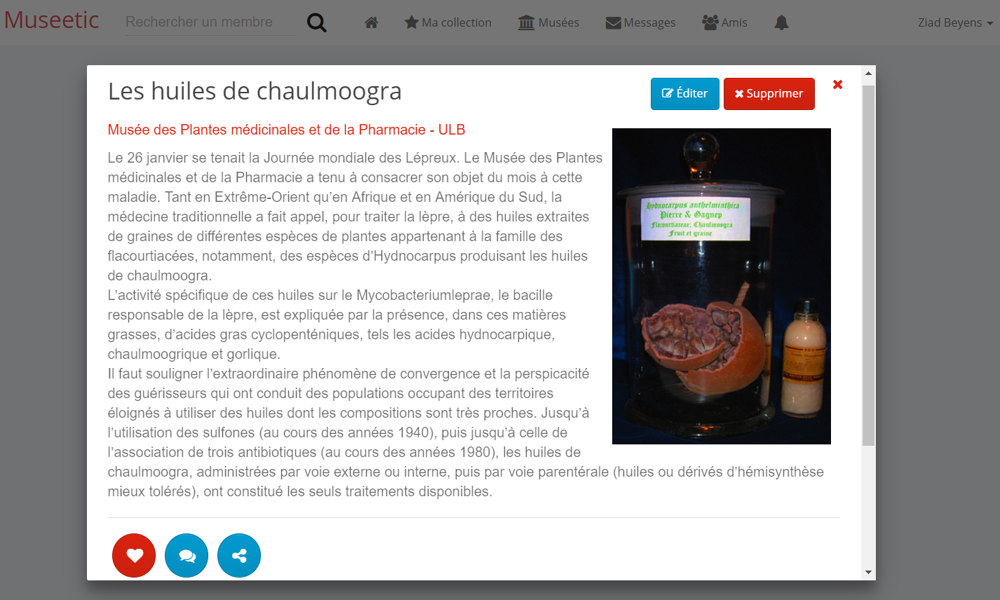 Museetic
Rechercher un membre
Ma collection
Musées
Messages
Amis
Ziad Beyens
Les huiles de chaulmoogra
Éditer
Supprimer
Musée des Plantes médicinales et de la Pharmacie - ULB
Le 26 janvier se tenait la Journée mondiale des Lépreux. Le Musée des Plantes
médicinales et de la Pharmacie a tenu à consacrer son objet du mois à cette
maladie. Tant en Extrême-Orient qu’en Afrique et en Amérique du Sud, la
médecine traditionnelle a fait appel, pour traiter la lèpre, à des huiles extraites
de graines de différentes espèces de plantes appartenant à la famille des
flacourtiacées, notamment, des espèces d’Hydnocarpus produisant les huiles
de chaulmoogra.
L’activité spécifique de ces huiles sur le Mycobacteriumleprae, le bacille
responsable de la lèpre, est expliquée par la présence, dans ces matières
grasses, d’acides gras cyclopenténiques, tels les acides hydnocarpique,
chaulmoogrique et gorlique.
Il faut souligner l’extraordinaire phénomène de convergence et la perspicacité
des guérisseurs qui ont conduit des populations occupant des territoires
éloignés à utiliser des huiles dont les compositions sont très proches. Jusqu’à
l’utilisation des sulfones (au cours des années 1940), puis jusqu’à celle de
l’association de trois antibiotiques (au cours des années 1980), les huiles de
chaulmoogra, administrées par voie externe ou interne, puis par voie parentérale (huiles ou dérivés d’hémisynthèse
mieux tolérés), ont constitué les seuls traitements disponibles.
Hydnocarpus anthelminthica
Pierre & Gagnep
Flacourtiaceae: Chaulmoogra
Fruit et graine